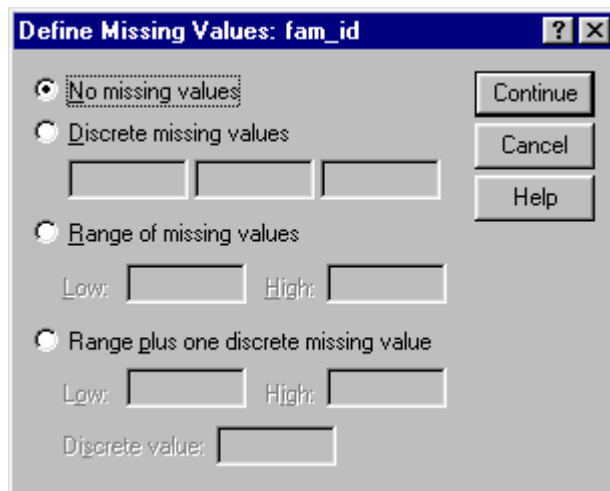 Define Missing Values: fam_id
No missing values
Continue
Discrete missing values
Cancel
Help
Range of missing values
Low: High:
Range plus one discrete missing value
Low: High:
Discrete value: